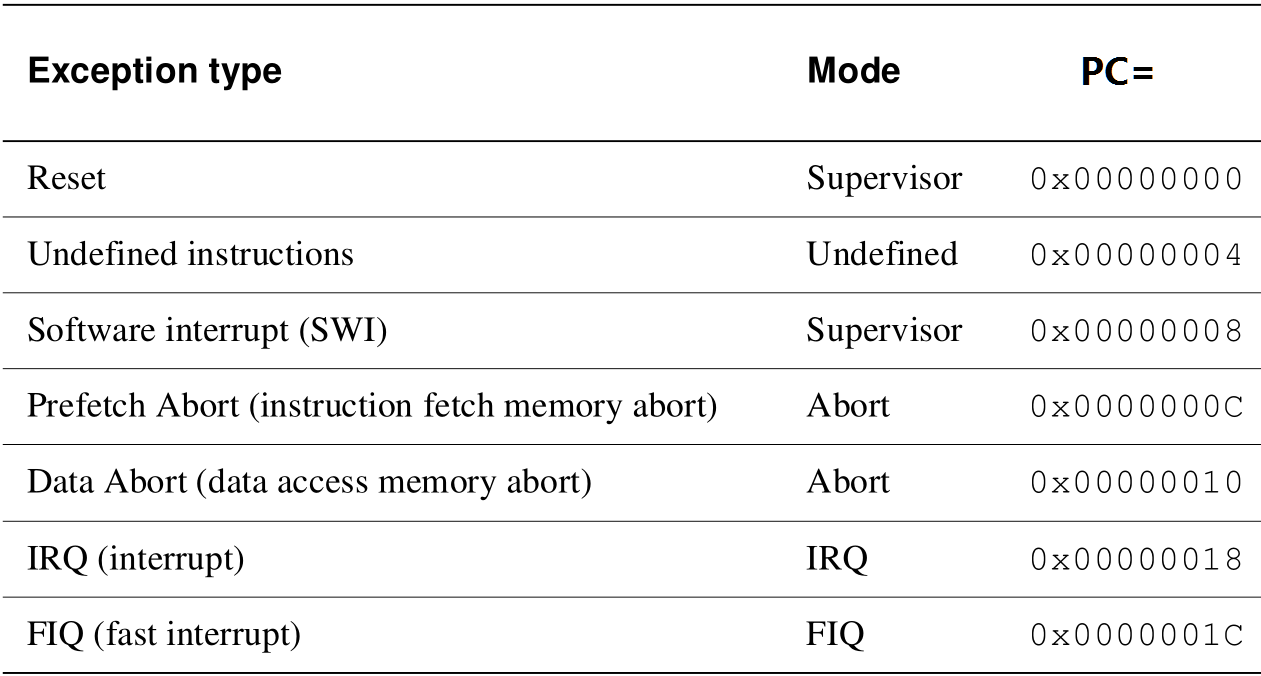 Exception type Mode PC=
Reset Supervisor 0x00000000
Undefined instructions Undefined 0x00000004
Software interrupt (SWI) Supervisor 0x00000008
Prefetch Abort (instruction fetch memory abort) Abort 0x0000000C
Data Abort (data access memory abort) Abort 0x00000010
IRQ (interrupt) IRQ 0x00000018
FIQ (fast interrupt) FIQ 0x0000001C